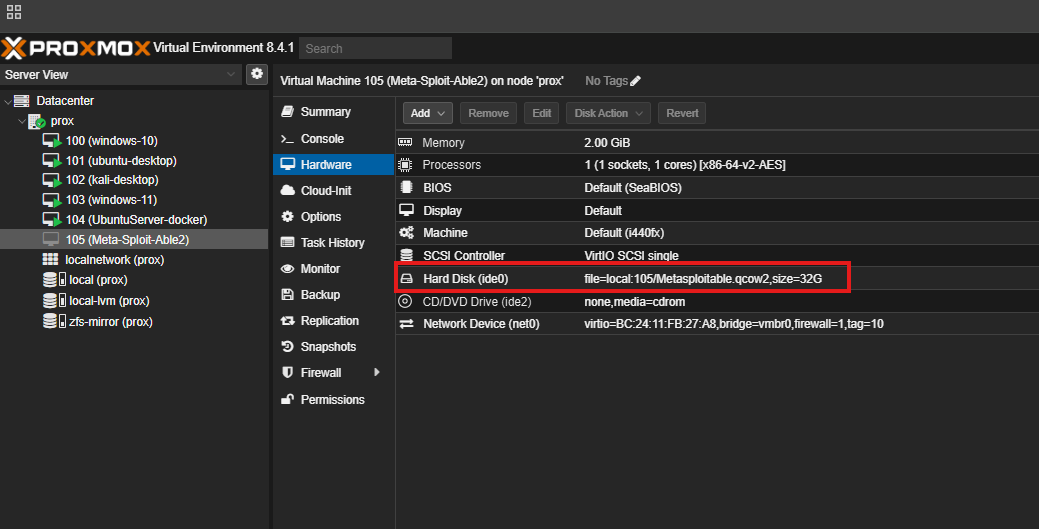 PROXMOX Virtual Environment 8.4.1 Search
Server View
Datacenter
prox
100 (windows-10)
101 (ubuntu-desktop)
102 (kali-desktop)
103 (windows-11)
104 (UbuntuServer-docker)
105 (Meta-Sploit-Able2)
localnetwork (prox)
local (prox)
local-lvm (prox)
zfs-mirror (prox)
Virtual Machine 105 (Meta-Sploit-Able2) on node 'prox' No Tags
Summary
Console
Hardware
Cloud-Init
Options
Task History
Monitor
Backup
Replication
Snapshots
Firewall
Permissions
Add Remove Edit Disk Action Revert
Memory 2.00 GiB
Processors 1 (1 sockets, 1 cores) [x86-64-v2-AES]
BIOS Default (SeaBIOS)
Display Default
Machine Default (i440fx)
SCSI Controller VirtIO SCSI single
Hard Disk (ide0) file=local:105/Metasploitable.qcow2,size=32G
CD/DVD Drive (ide2) none,media=cdrom
Network Device (net0) virtio=BC:24:11:FB:27:A8,bridge=vmbr0,firewall=1,tag=10